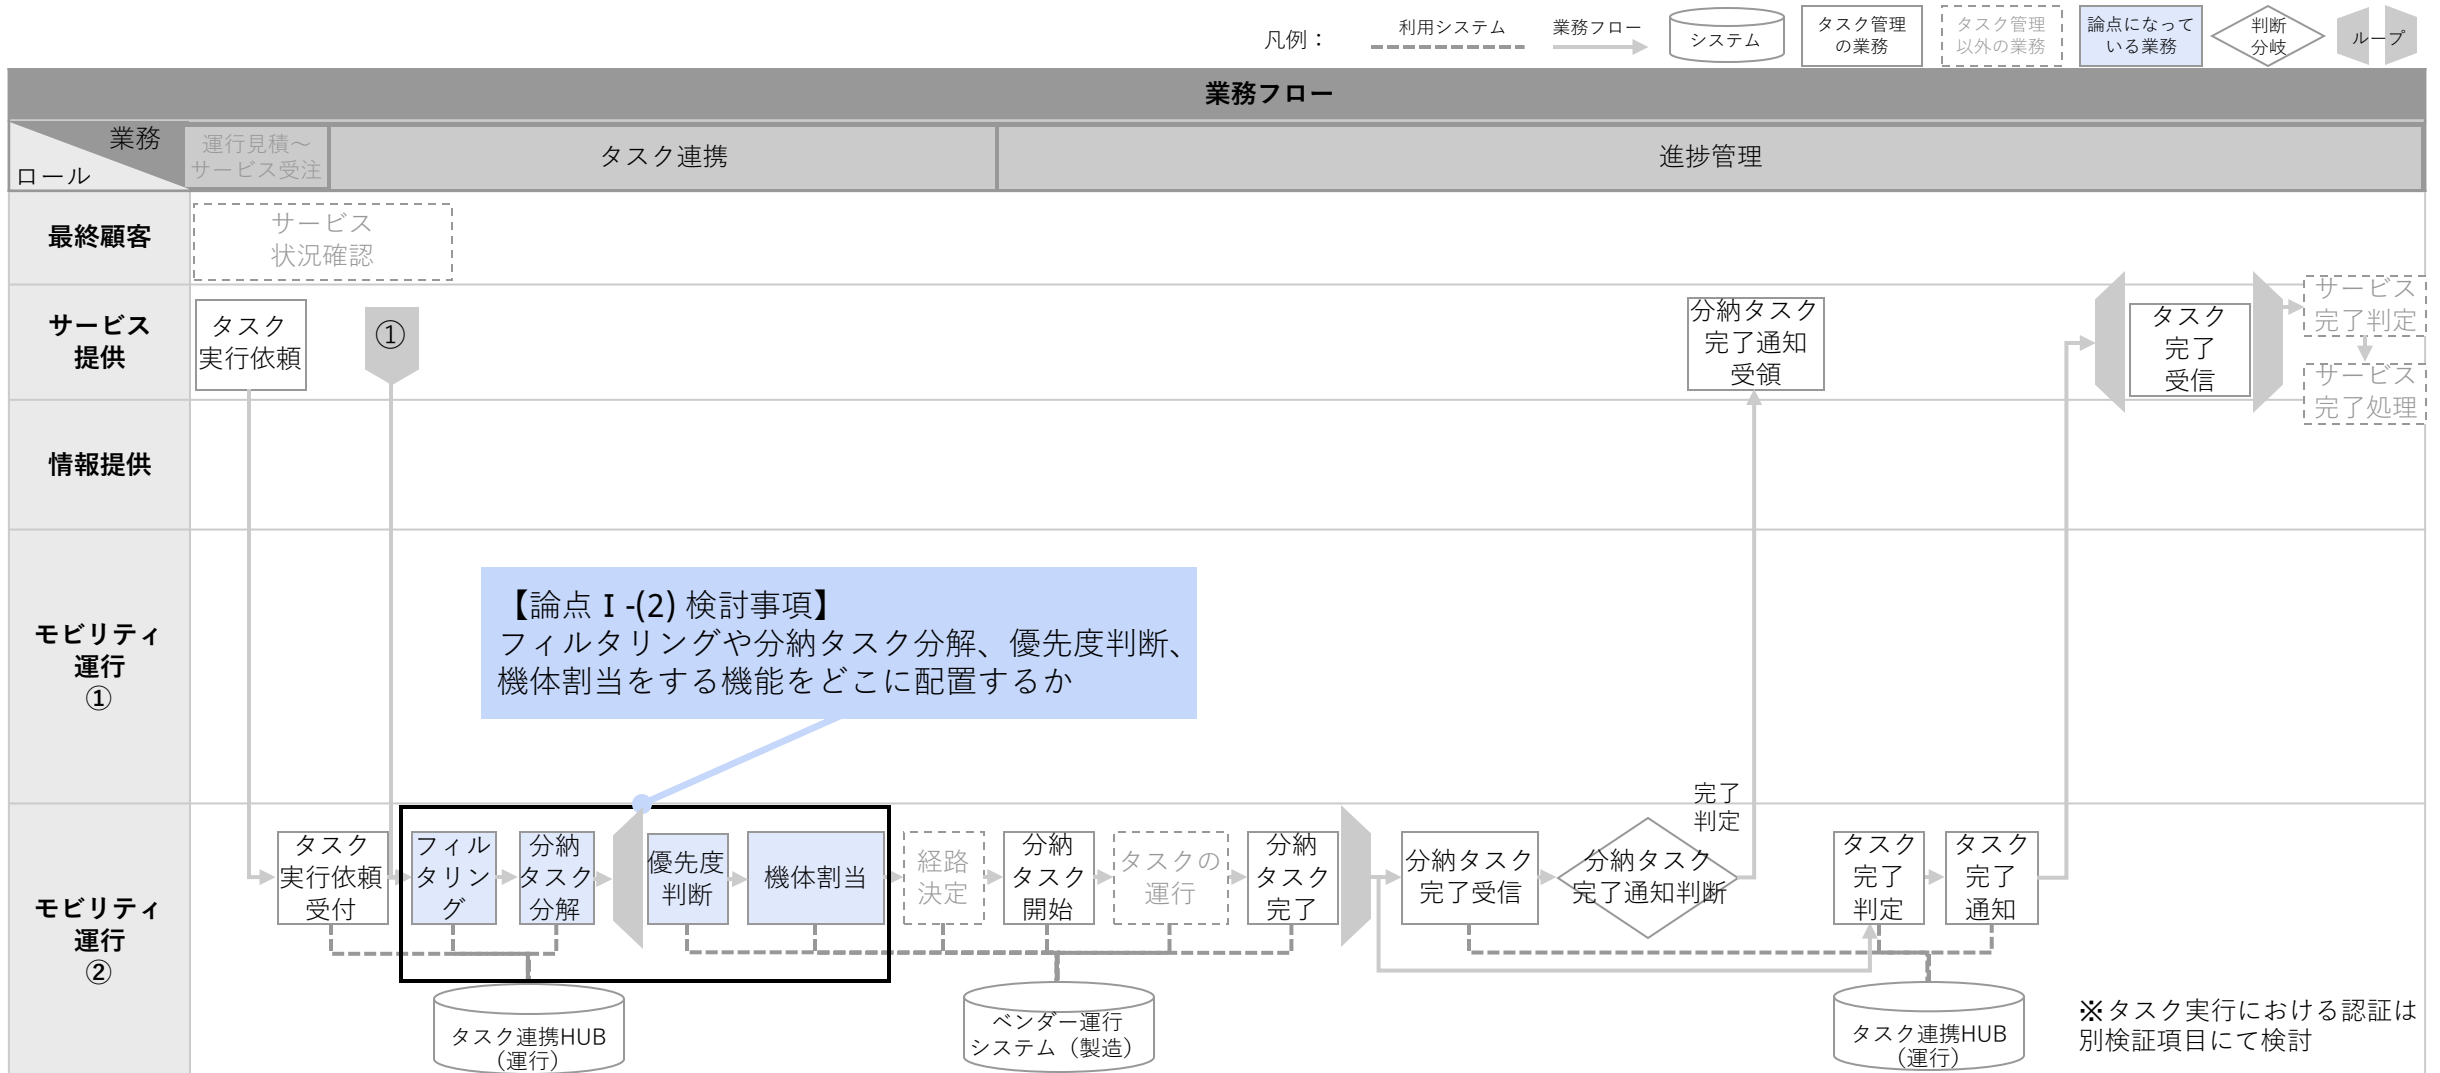 凡例：
利用システム
業務フロー
システム
タスク管理
の業務
タスク管理
以外の業務
論点になって
いる業務
判断
分岐
ループ
業務フロー
業務
ロール
運行見積～
サービス受注
タスク連携
進捗管理
最終顧客
サービス
状況確認
サービス
提供
タスク
実行依頼
①
分納タスク
完了通知
受領
タスク
完了
受信
サービス
完了判定
サービス
完了処理
情報提供
モビリティ
運行
①
【論点Ⅰ-(2) 検討事項】
フィルタリングや分納タスク分解、優先度判断、
機体割当をする機能をどこに配置するか
モビリティ
運行
②
タスク
実行依頼
受付
フィル
タリン
グ
分納
タスク
分解
優先度
判断
機体割当
経路
決定
分納
タスク
開始
タスクの
運行
分納
タスク
完了
分納タスク
完了受信
分納タスク
完了通知判断
完了
判定
タスク
完了
判定
タスク
完了
通知
タスク連携HUB
（運行）
ベンダー運行
システム（製造）
タスク連携HUB
（運行）
※タスク実行における認証は
別検証項目にて検討